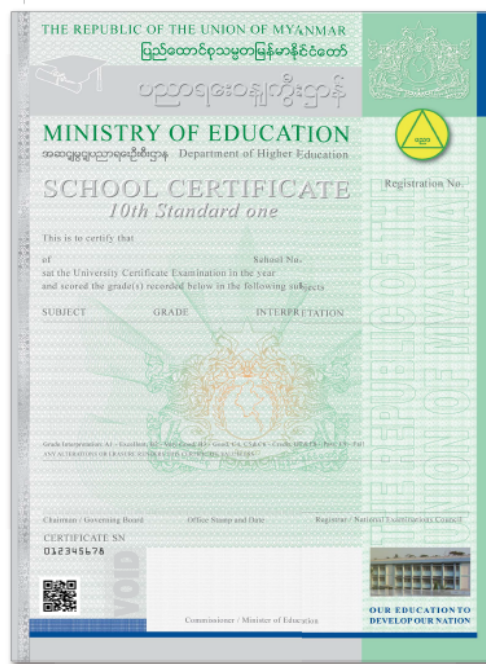 THE REPUBLIC OF THE UNION OF MYANMAR
ပြည်ထောင်စုသမ္မတမြန်မာနိုင်ငံတော်
ပညာရေးဝန်ကြီးဌာန
MINISTRY OF EDUCATION
Department of Higher Education
SCHOOL CERTIFICATE
10th Standard one
Registration No.
This is to certify that
of School No.
sat the University Certificate Examination in the year
and scored the grade(s) recorded below in the following subjects
SUBJECT GRADE INTERPRETATION
Chairman / Governing Board Office Stamp and Date Registrar / National Examinations Council
CERTIFICATE SN
012345678
VOID
Commissioner / Minister of Education
THE REPUBLIC OF THE
UNION OF MYANMAR
OUR EDUCATION TO
DEVELOP OUR NATION